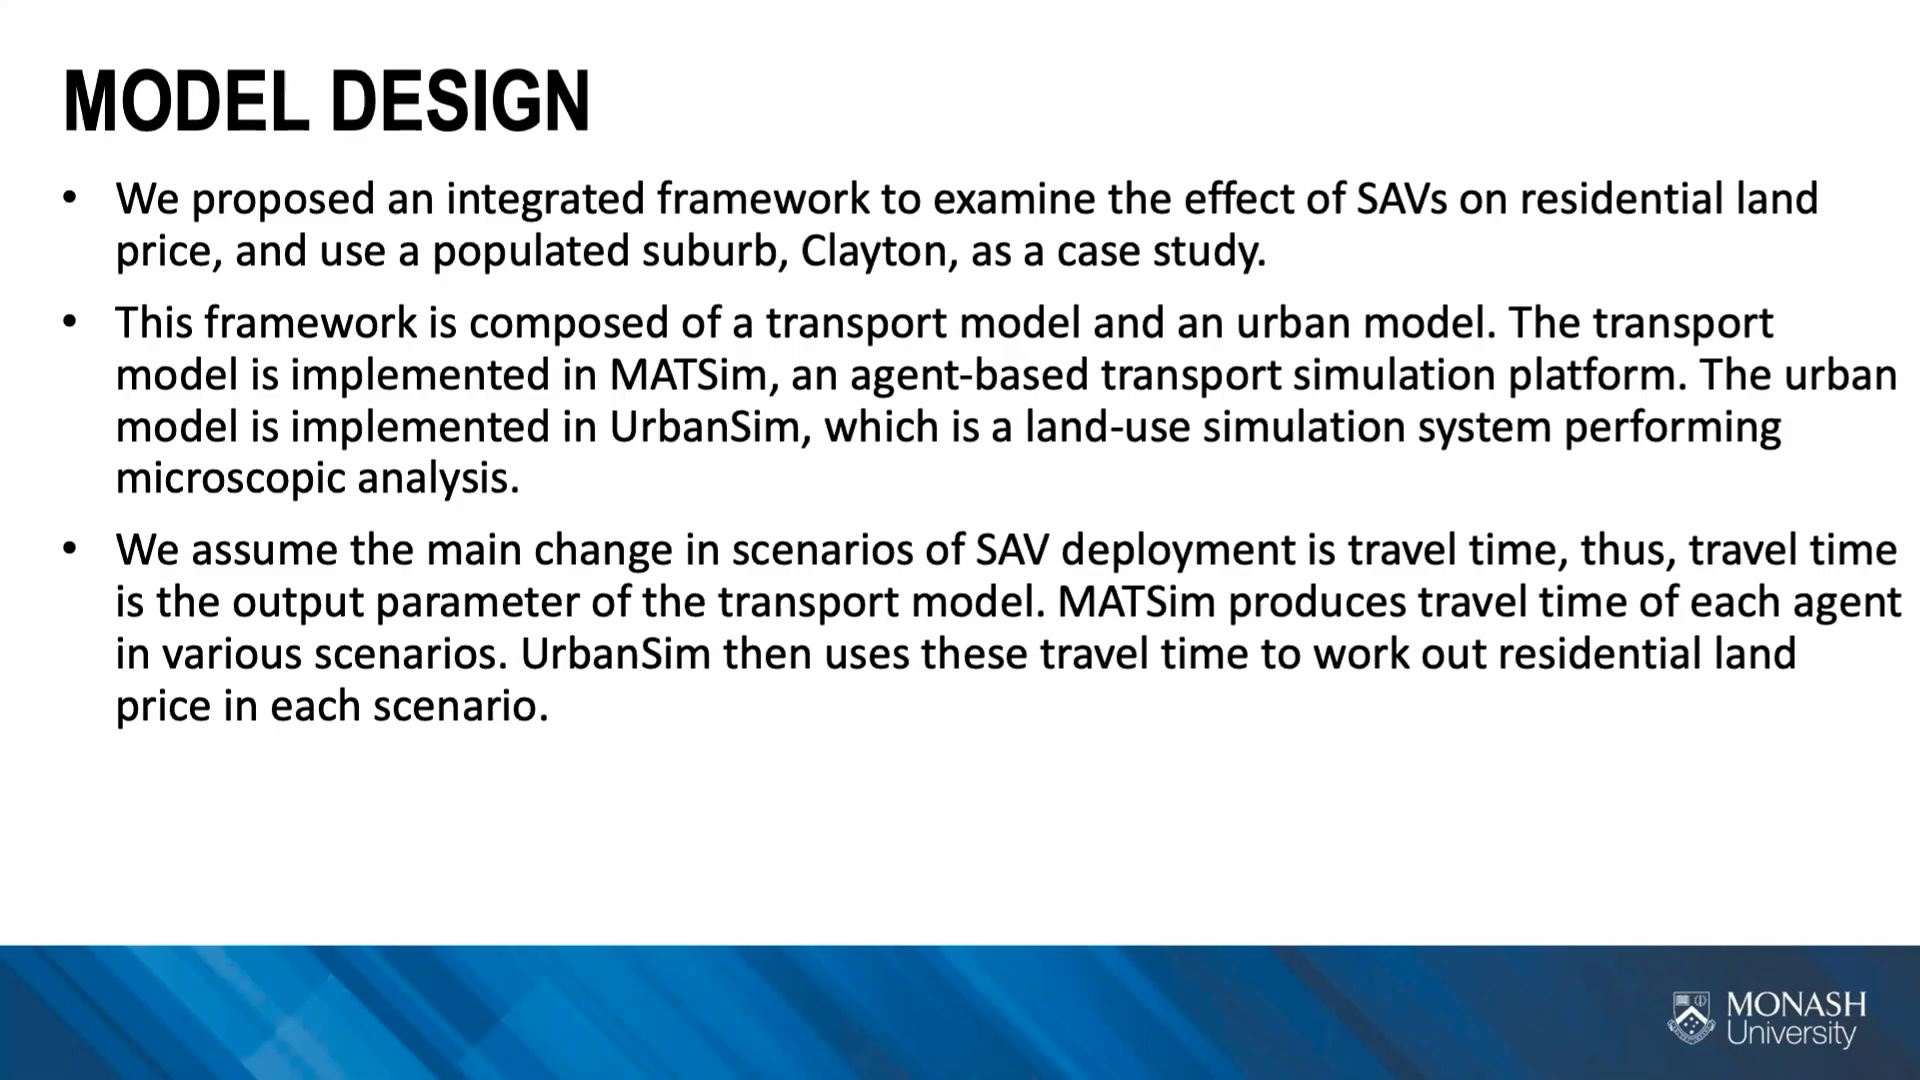 MODEL DESIGN
• We proposed an integrated framework to examine the effect of SAVs on residential land
price, and use a populated suburb, Clayton, as a case study.
• This framework is composed of a transport model and an urban model. The transport
model is implemented in MATSim, an agent-based transport simulation platform. The urban
model is implemented in UrbanSim, which is a land-use simulation system performing
microscopic analysis.
• We assume the main change in scenarios of SAV deployment is travel time, thus, travel time
is the output parameter of the transport model. MATSim produces travel time of each agent
in various scenarios. UrbanSim then uses these travel time to work out residential land
price in each scenario.
MONASH
University